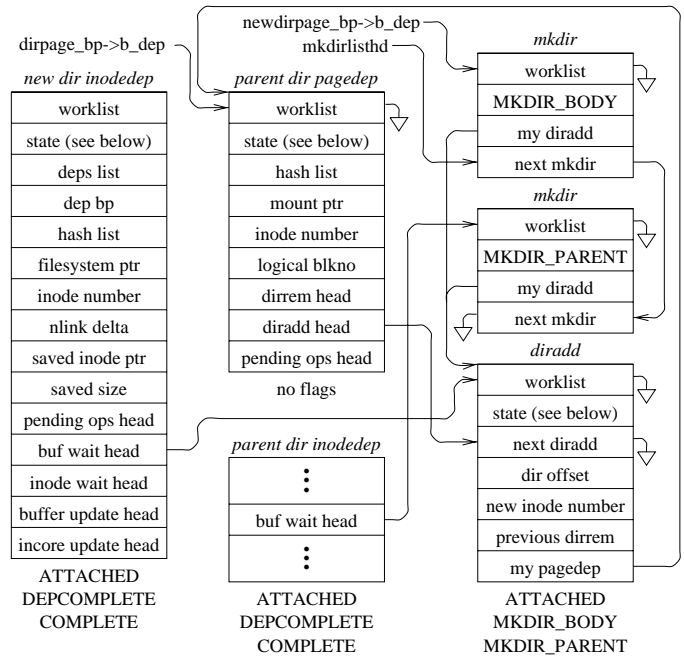 newdirpage_bp->b_dep
dirpage_bp->b_dep
mkdirlisthd
new dir inodedep
worklist
state (see below)
deps list
dep bp
hash list
filesystem ptr
inode number
nlink delta
saved inode ptr
saved size
pending ops head
buf wait head
inode wait head
buffer update head
incore update head
ATTACHED
DEPCOMPLETE
COMPLETE
parent dir pagedep
worklist
state (see below)
hash list
mount ptr
inode number
logical blkno
dirrem head
diradd head
pending ops head
no flags
parent dir inodedep
buf wait head
ATTACHED
DEPCOMPLETE
COMPLETE
mkdir
worklist
MKDIR_BODY
my diradd
next mkdir
mkdir
worklist
MKDIR_PARENT
my diradd
next mkdir
diradd
worklist
state (see below)
next diradd
dir offset
new inode number
previous dirrem
my pagedep
ATTACHED
MKDIR_BODY
MKDIR_PARENT